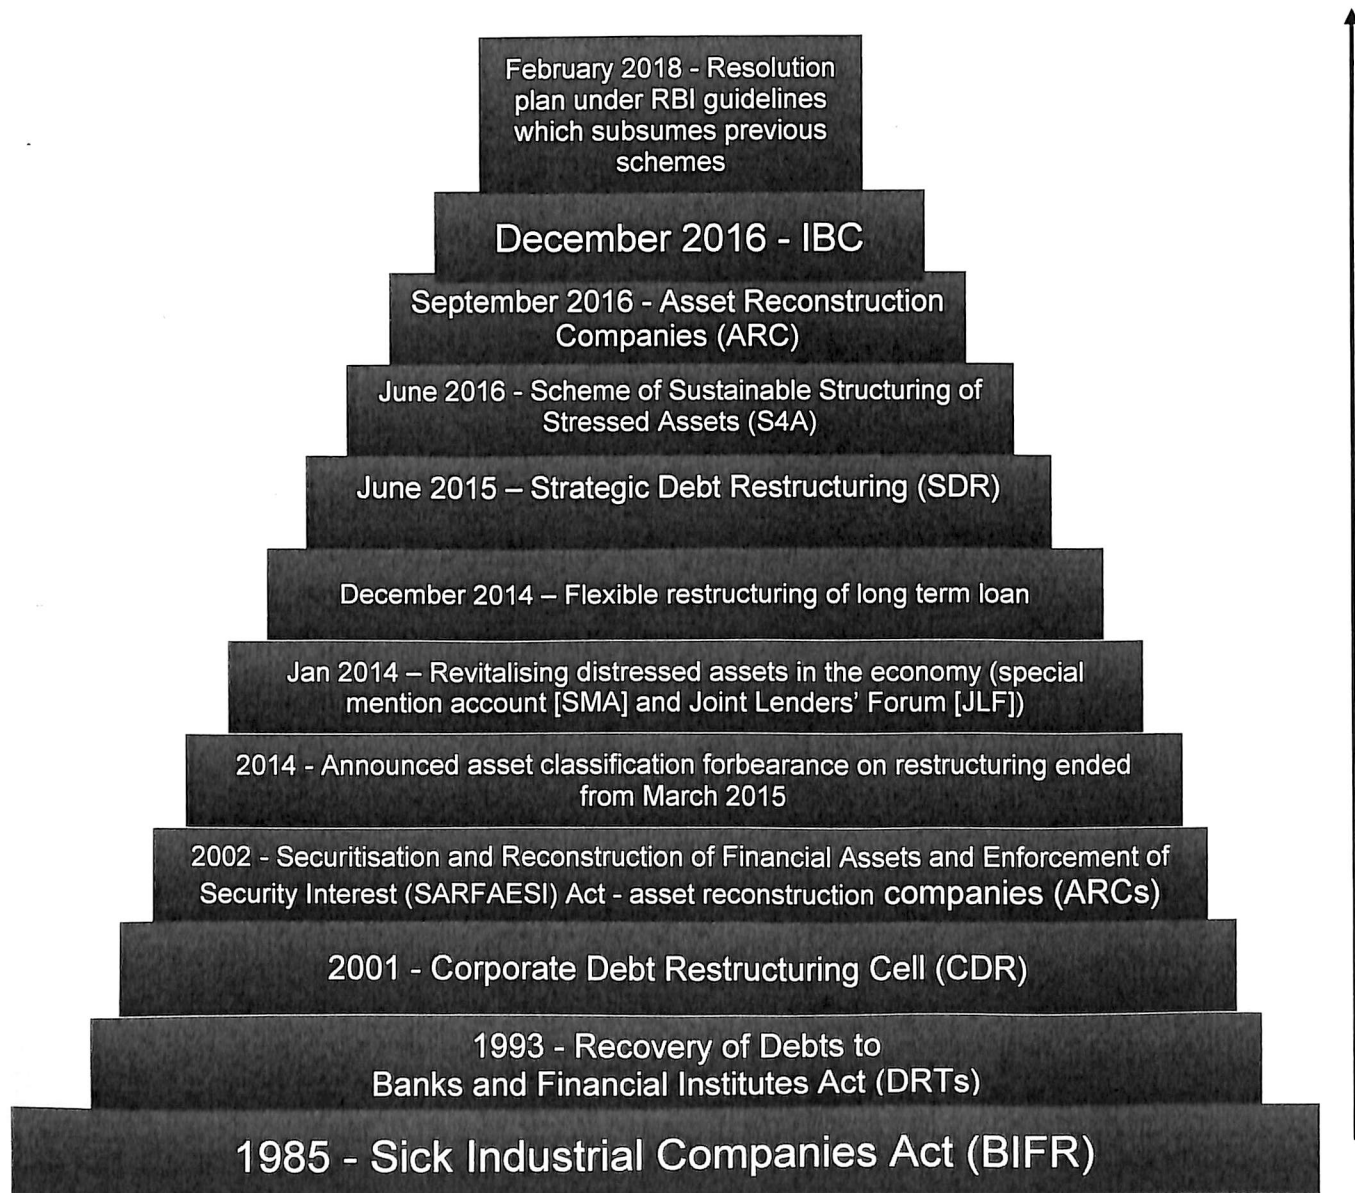 February 2018 - Resolution
plan under RBI guidelines
which subsumes previous
schemes
December 2016 - IBC
September 2016 - Asset Reconstruction
Companies (ARC)
June 2016 - Scheme of Sustainable Structuring of
Stressed Assets (S4A)
June 2015 – Strategic Debt Restructuring (SDR)
December 2014 – Flexible restructuring of long term loan
Jan 2014 – Revitalising distressed assets in the economy (special
mention account [SMA] and Joint Lenders’ Forum [JLF])
2014 - Announced asset classification forbearance on restructuring ended
from March 2015
2002 - Securitisation and Reconstruction of Financial Assets and Enforcement of
Security Interest (SARFAESI) Act - asset reconstruction companies (ARCs)
2001 - Corporate Debt Restructuring Cell (CDR)
1993 - Recovery of Debts to
Banks and Financial Institutes Act (DRTs)
1985 - Sick Industrial Companies Act (BIFR)